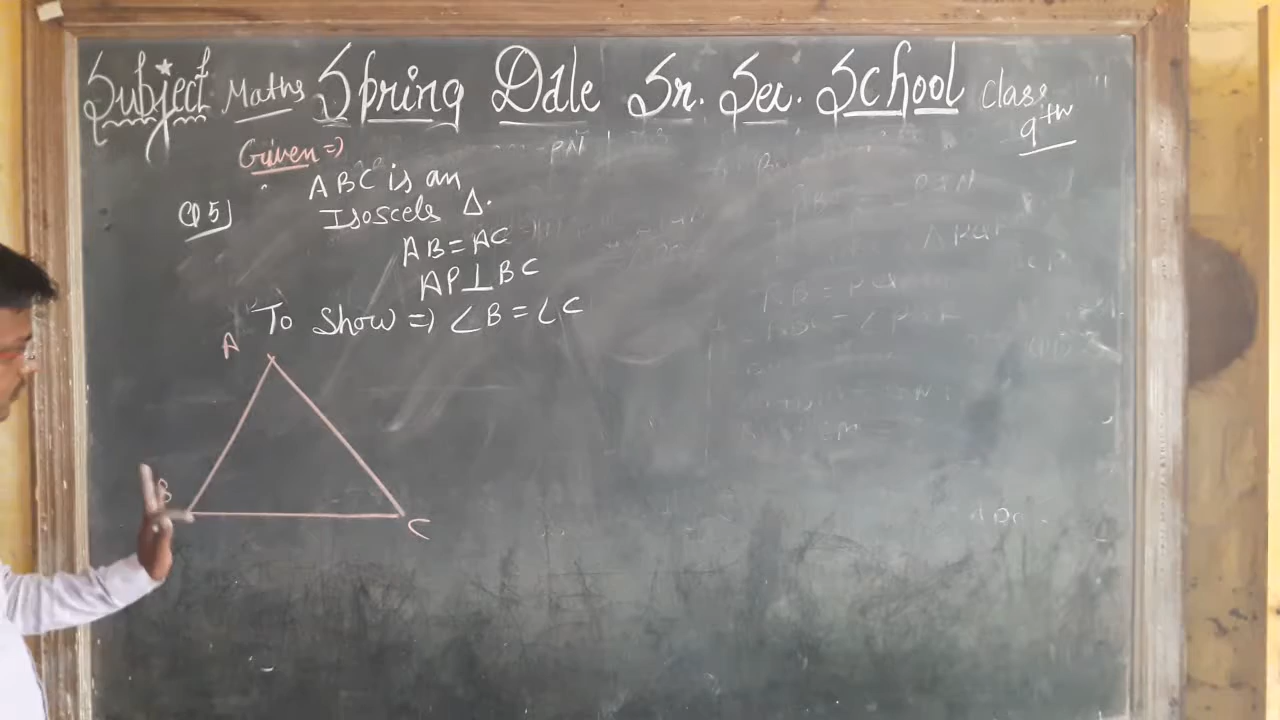 Subject Maths Spring Dale Sr. Sec. School Class 9th
Given =>
ABC is an
Q5) Isoscels Δ.
AB = AC
AP ⊥ BC
To Show => ∠B = ∠C
A
B
C